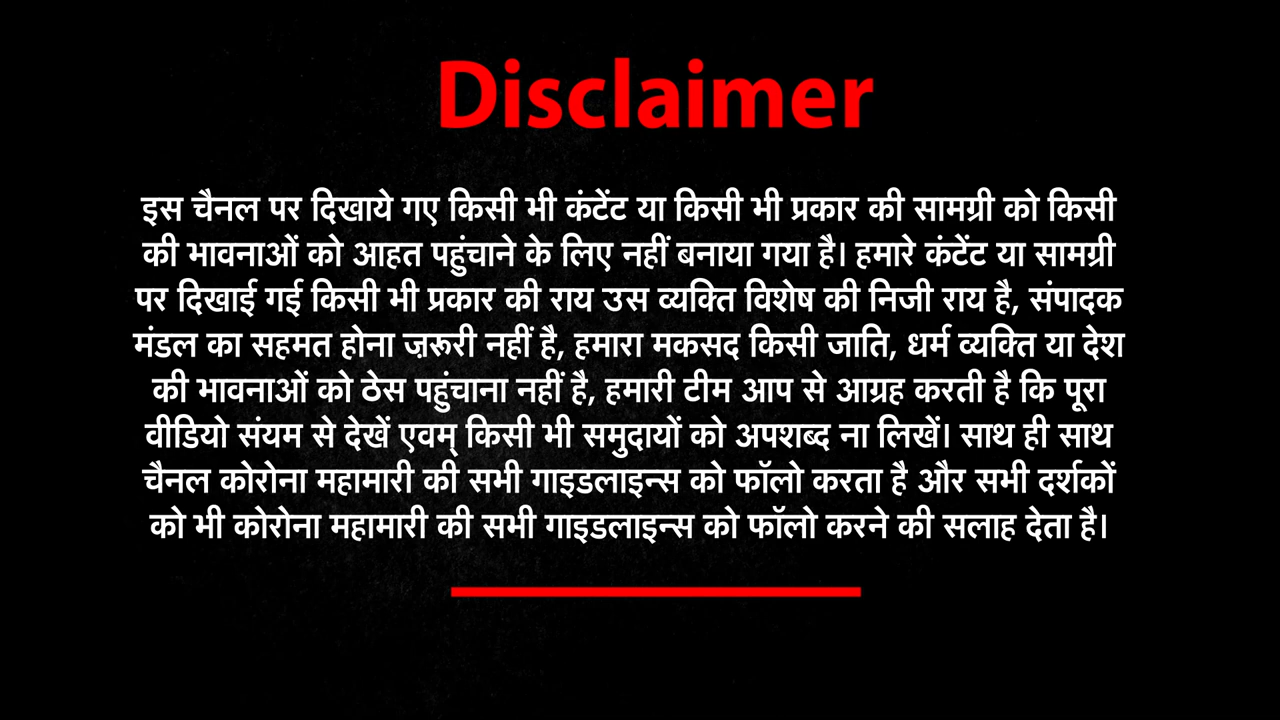 Disclaimer
इस चैनल पर दिखाये गए किसी भी कंटेंट या किसी भी प्रकार की सामग्री को किसी
की भावनाओं को आहत पहुंचाने के लिए नहीं बनाया गया है। हमारे कंटेंट या सामग्री
पर दिखाई गई किसी भी प्रकार की राय उस व्यक्ति विशेष की निजी राय है, संपादक
मंडल का सहमत होना ज़रूरी नहीं है, हमारा मकसद किसी जाति, धर्म व्यक्ति या देश
की भावनाओं को ठेस पहुंचाना नहीं है, हमारी टीम आप से आग्रह करती है कि पूरा
वीडियो संयम से देखें एवम् किसी भी समुदायों को अपशब्द ना लिखें। साथ ही साथ
चैनल कोरोना महामारी की सभी गाइडलाइन्स को फॉलो करता है और सभी दर्शकों
को भी कोरोना महामारी की सभी गाइडलाइन्स को फॉलो करने की सलाह देता है।